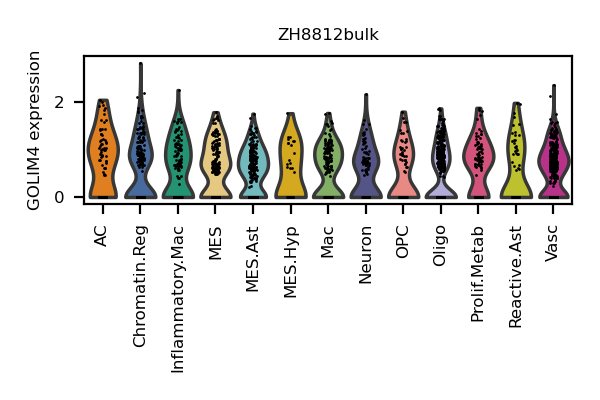 ZH8812bulk
GOLIM4 expression
2
0
AC
Chromatin.Reg
Inflammatory.Mac
MES
MES.Ast
MES.Hyp
Mac
Neuron
OPC
Oligo
Prolif.Metab
Reactive.Ast
Vasc